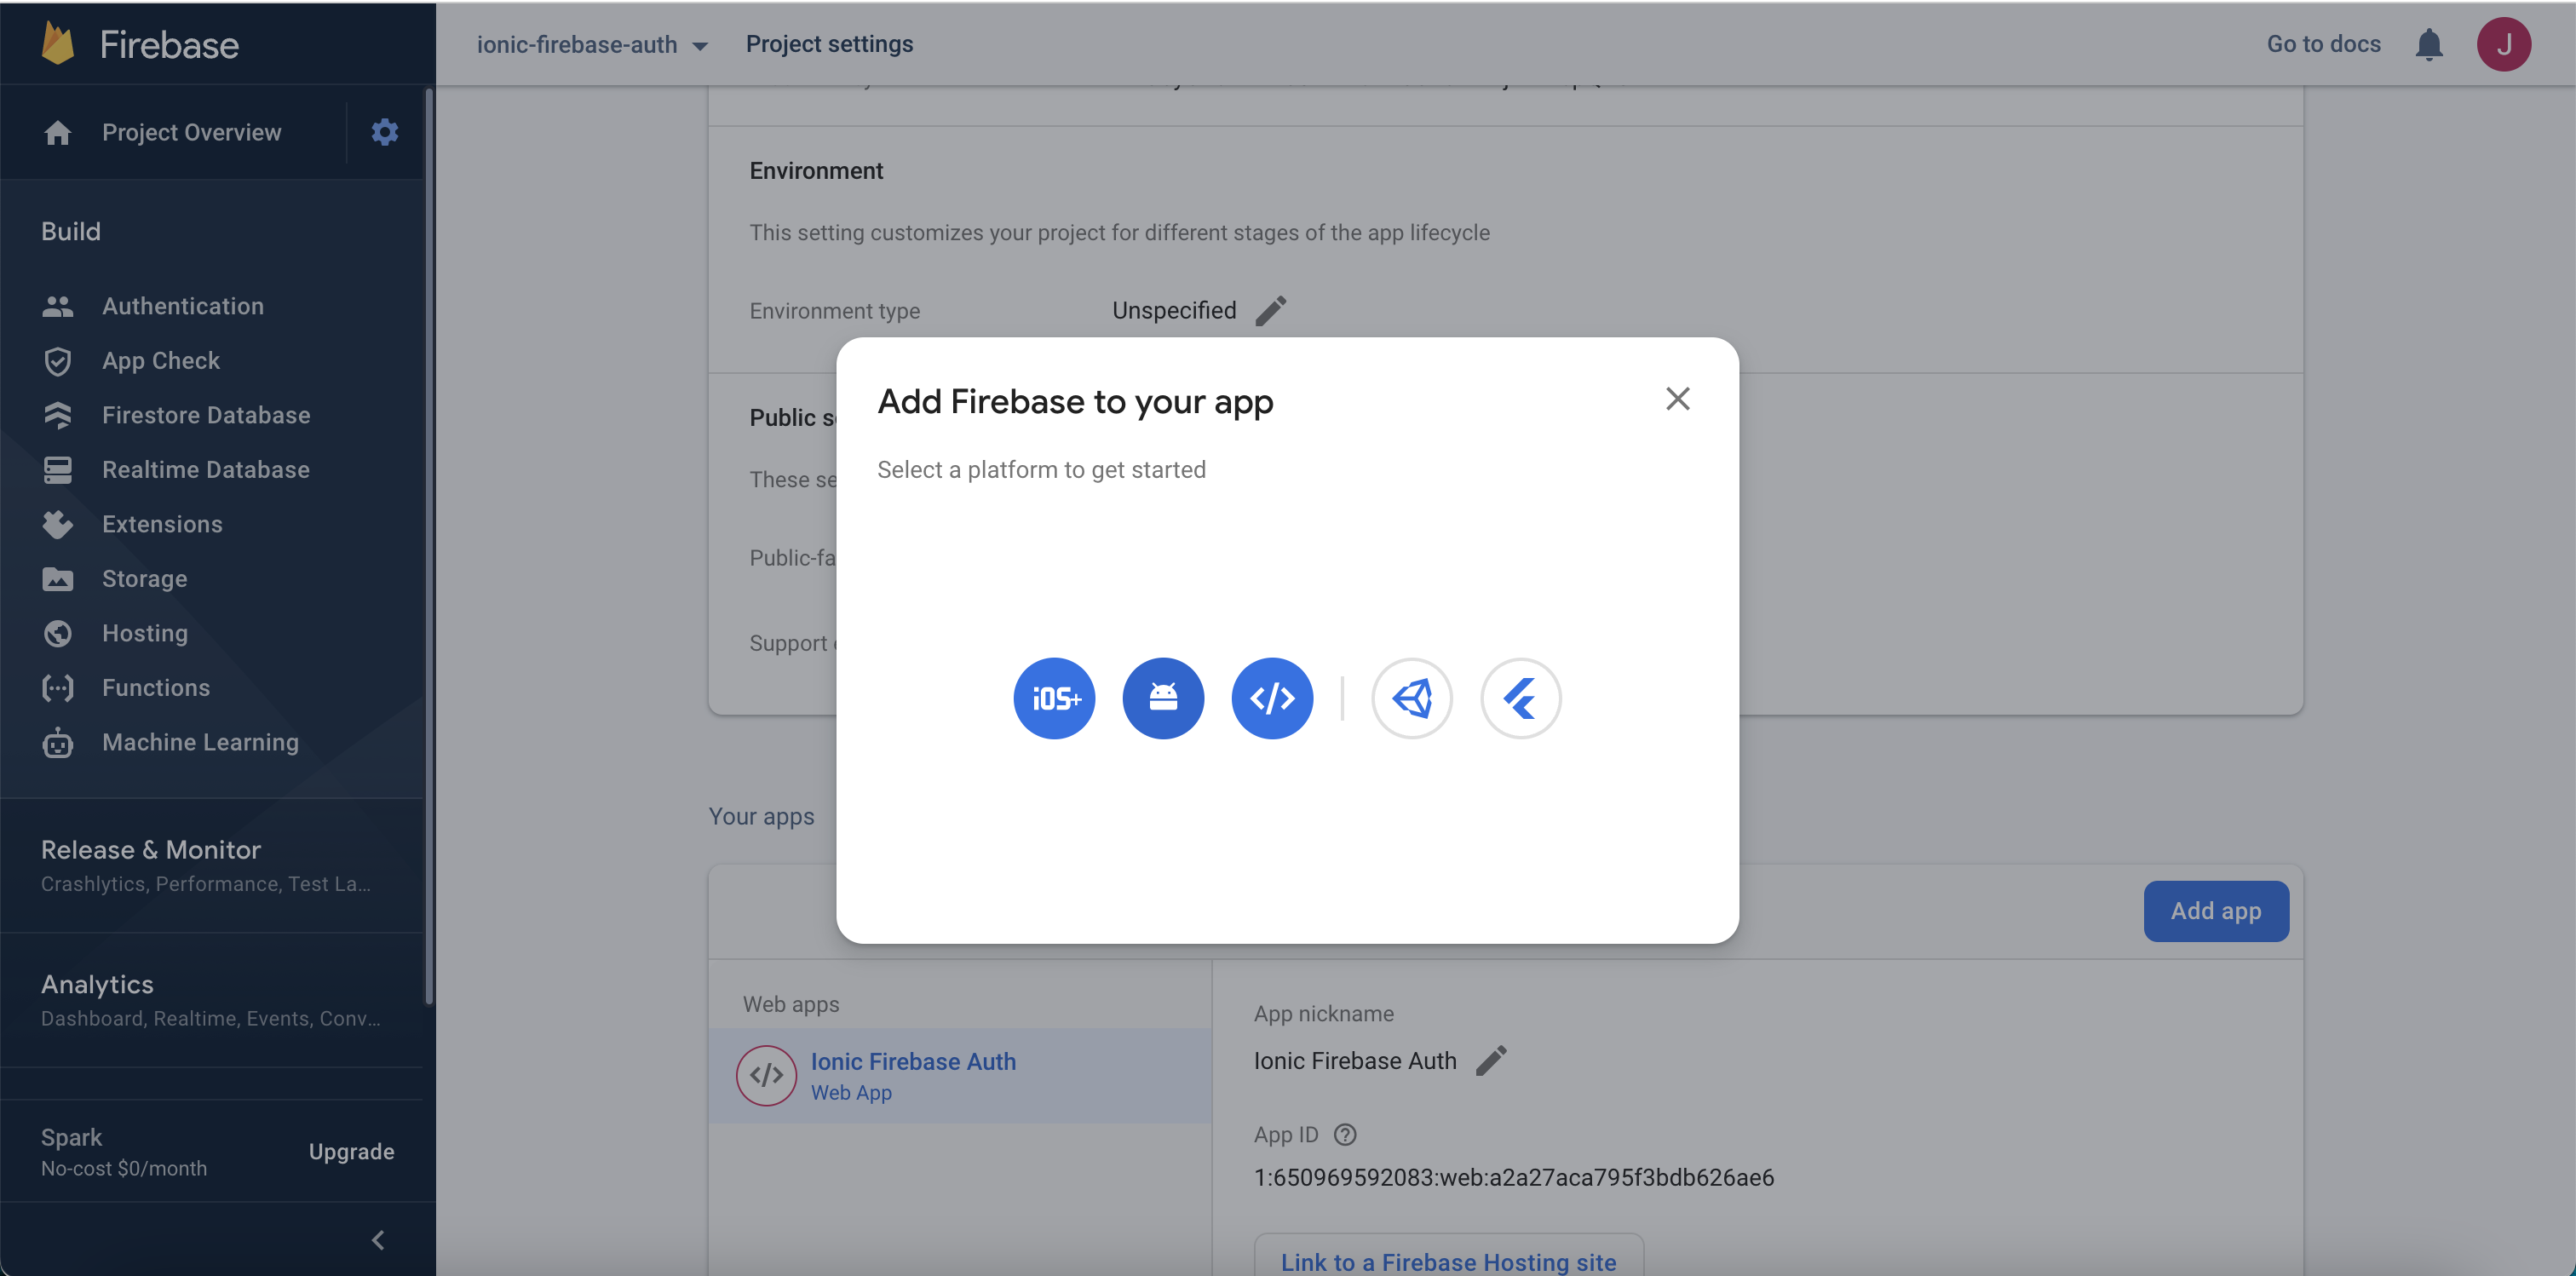 Firebase
ionic-firebase-auth
Project settings
Go to docs
J
Project Overview
Build
Authentication
App Check
Firestore Database
Realtime Database
Extensions
Storage
Hosting
Functions
Machine Learning
Release & Monitor
Crashlytics, Performance, Test La...
Analytics
Dashboard, Realtime, Events, Conv...
Spark
No-cost $0/month
Upgrade
Environment
This setting customizes your project for different stages of the app lifecycle
Environment type
Unspecified
Public se
These se
Public-fa
Support
Add Firebase to your app
Select a platform to get started
iOS+
</>
Your apps
Add app
Web apps
</>
Ionic Firebase Auth
Web App
App nickname
Ionic Firebase Auth
App ID
1:650969592083:web:a2a27aca795f3bdb626ae6
Link to a Firebase Hosting site